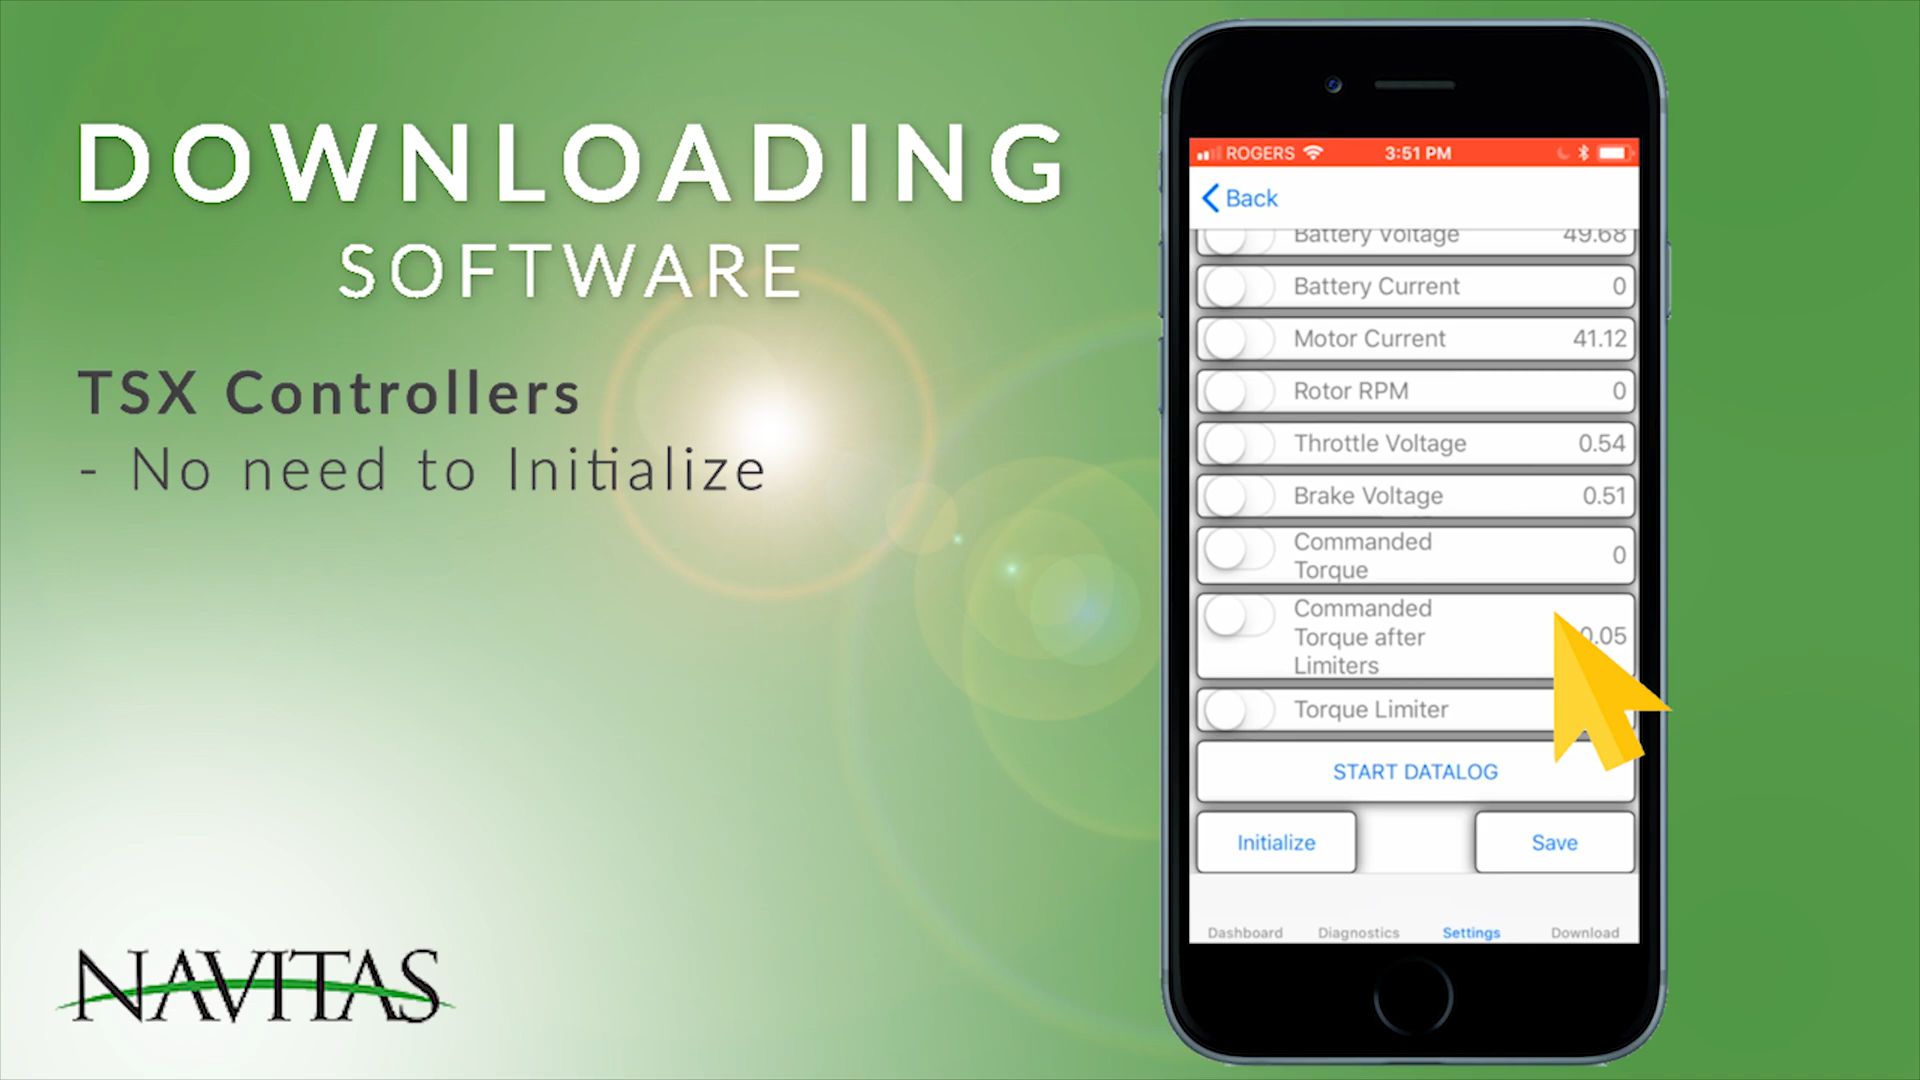 DOWNLOADING
SOFTWARE
TSX Controllers
- No need to Initialize
NAVITAS
ROGERS
3:51 PM
Back
Battery Voltage 49.68
Battery Current 0
Motor Current 41.12
Rotor RPM 0
Throttle Voltage 0.54
Brake Voltage 0.51
Commanded
Torque 0
Commanded
Torque after 0.05
Limiters
Torque Limiter
START DATALOG
Initialize Save
Dashboard Diagnostics Settings Download